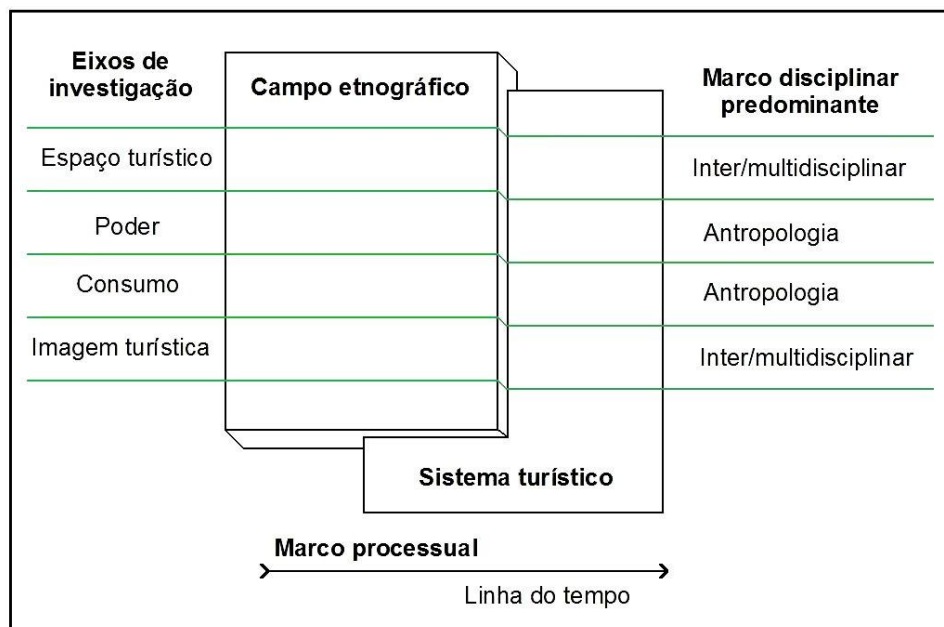 Eixos de
investigação
Campo etnográfico
Marco disciplinar
predominante
Espaço turístico
Inter/multidisciplinar
Poder
Antropologia
Consumo
Antropologia
Imagem turística
Inter/multidisciplinar
Sistema turístico
Marco processual
Linha do tempo